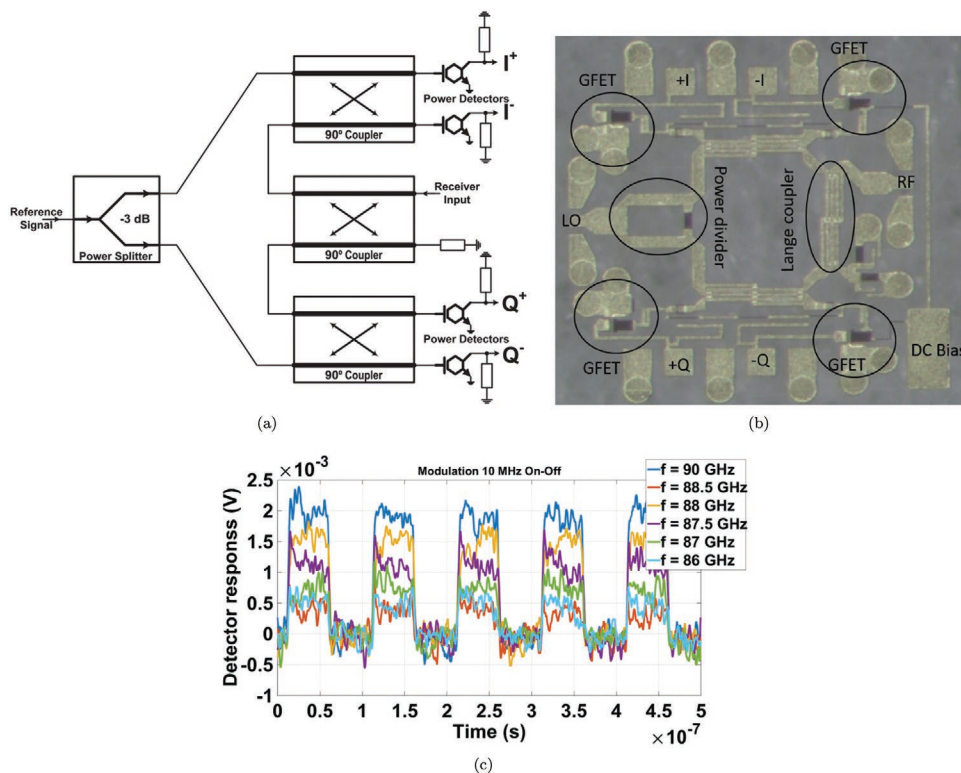 I+
Power Detectors
I-
90º Coupler
Reference
Signal
-3 dB
Power Splitter
Receiver
Input
90º Coupler
Q+
Power Detectors
Q-
90º Coupler
(a)
GFET
GFET
+I
-I
LO
Power divider
Lange coupler
RF
GFET
+Q
-Q
GFET
DC Bias
(b)
×10-3
Modulation 10 MHz On-Off
f = 90 GHz
f = 88.5 GHz
f = 88 GHz
f = 87.5 GHz
f = 87 GHz
f = 86 GHz
Detector responss (V)
2.5
2
1.5
1
0.5
0
-0.5
-1
0 0.5 1 1.5 2 2.5 3 3.5 4 4.5 5
Time (s)
×10-7
(c)